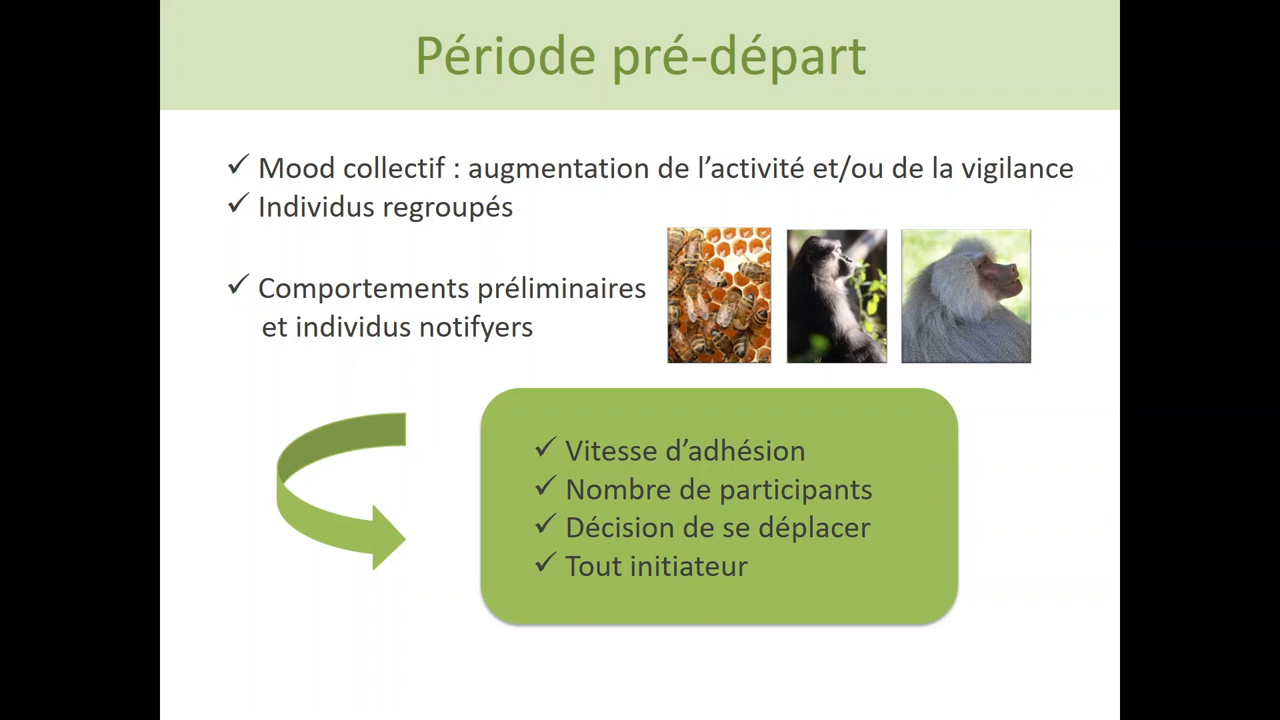 Période pré-départ
✓ Mood collectif : augmentation de l’activité et/ou de la vigilance
✓ Individus regroupés
✓ Comportements préliminaires
et individus notifyers
✓ Vitesse d’adhésion
✓ Nombre de participants
✓ Décision de se déplacer
✓ Tout initiateur